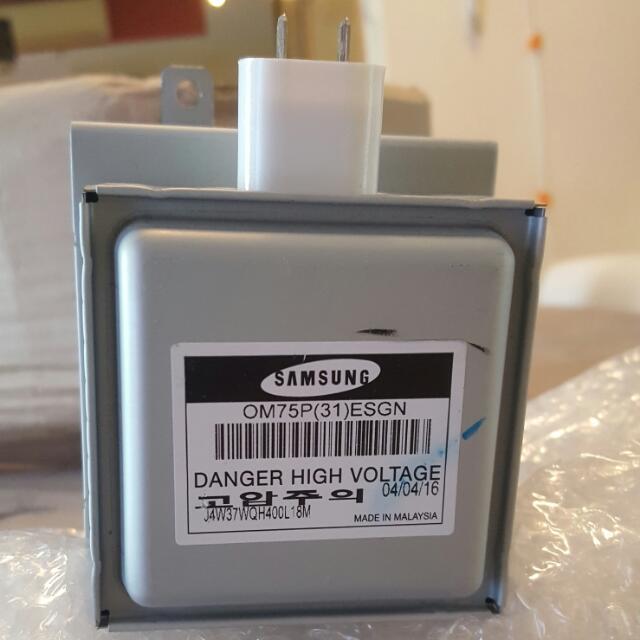 SAMSUNG
OM75P(31)ESGN
DANGER HIGH VOLTAGE
고압주의 04/04/16
J4W37WQH400L18M
MADE IN MALAYSIA